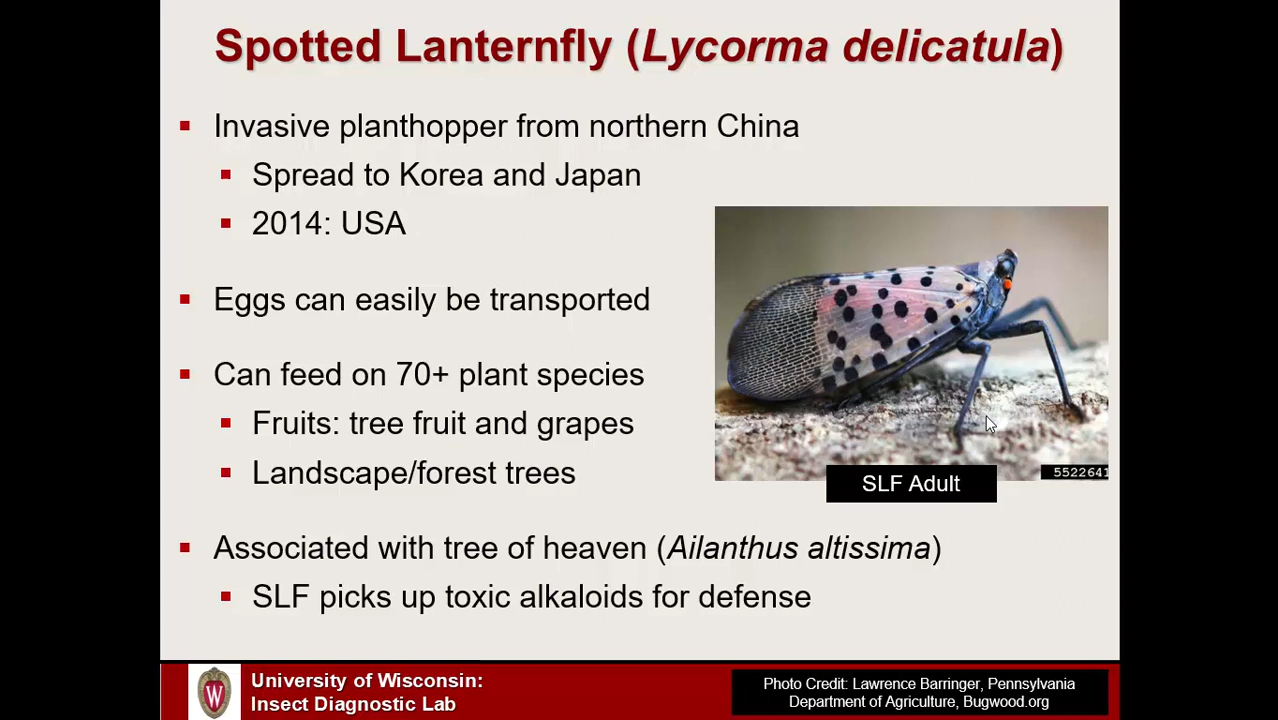 Spotted Lanternfly (Lycorma delicatula)
Invasive planthopper from northern China
Spread to Korea and Japan
2014: USA
Eggs can easily be transported
Can feed on 70+ plant species
Fruits: tree fruit and grapes
Landscape/forest trees
5522641
SLF Adult
Associated with tree of heaven (Ailanthus altissima)
SLF picks up toxic alkaloids for defense
W
University of Wisconsin:
Insect Diagnostic Lab
Photo Credit: Lawrence Barringer, Pennsylvania
Department of Agriculture, Bugwood.org